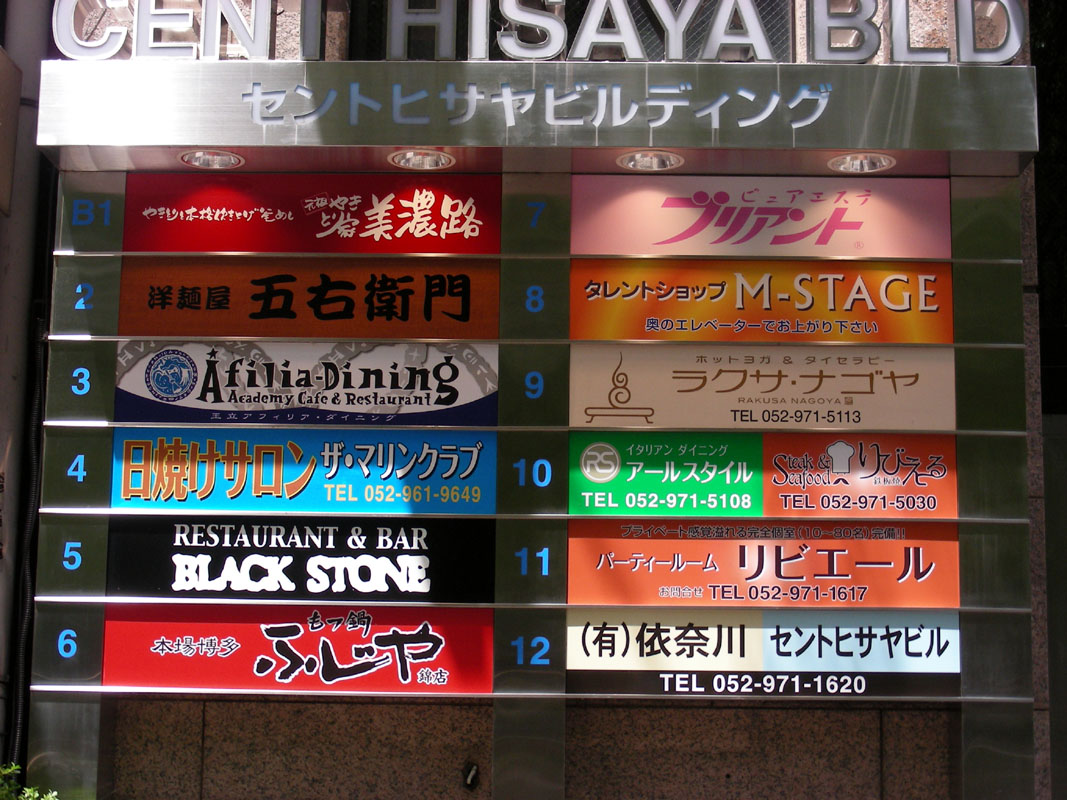 CENT HISAYA BLD
セントヒサヤビルディング
B1
元祖やきとり家 美濃路
2
洋麺屋 五右衛門
3
Afilia-Dining
Academy Cafe & Restaurant
王立アフィリア・ダイニング
4
日焼けサロン ザ・マリンクラブ
TEL 052-961-9649
5
RESTAURANT & BAR
BLACK STONE
6
もつ鍋
本場博多 ふじや
錦店
7
ピュアエステ
ブリアント
®
8
タレントショップ M-STAGE
奥のエレベーターでお上がり下さい
9
ホットヨガ & タイセラピー
ラクサ・ナゴヤ
RAKUSA NAGOYA
TEL 052-971-5113
10
RS
イタリアン ダイニング
アールスタイル
TEL 052-971-5108
Steak & Seafood りびえる
鉄板焼
TEL 052-971-5030
11
プライベート感覚溢れる完全個室(10〜80名)完備!!
パーティールーム リビエール
お問合せ TEL 052-971-1617
12
(有)依奈川 セントヒサヤビル
TEL 052-971-1620